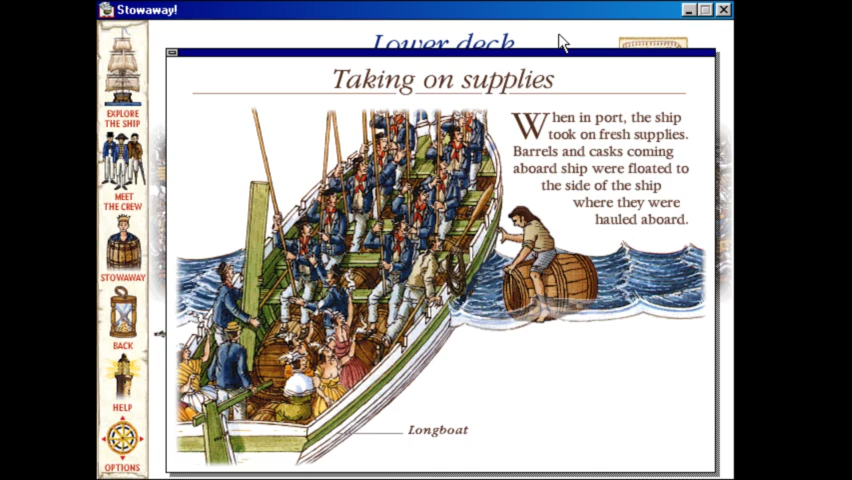 Stowaway!
Lower deck
Taking on supplies
When in port, the ship
took on fresh supplies.
Barrels and casks coming
aboard ship were floated to
the side of the ship
where they were
hauled aboard.
Longboat
EXPLORE
THE SHIP
MEET
THE CREW
STOWAWAY
BACK
HELP
OPTIONS